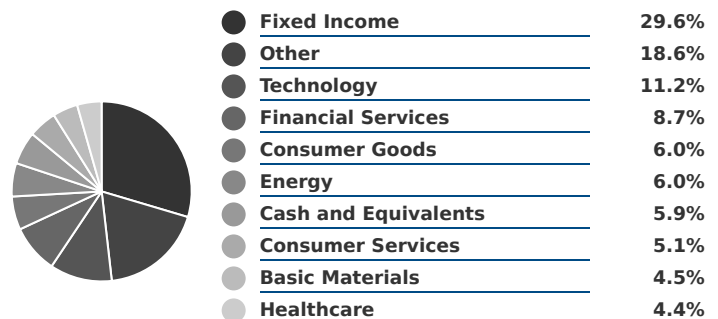 Fixed Income 29.6%
Other 18.6%
Technology 11.2%
Financial Services 8.7%
Consumer Goods 6.0%
Energy 6.0%
Cash and Equivalents 5.9%
Consumer Services 5.1%
Basic Materials 4.5%
Healthcare 4.4%